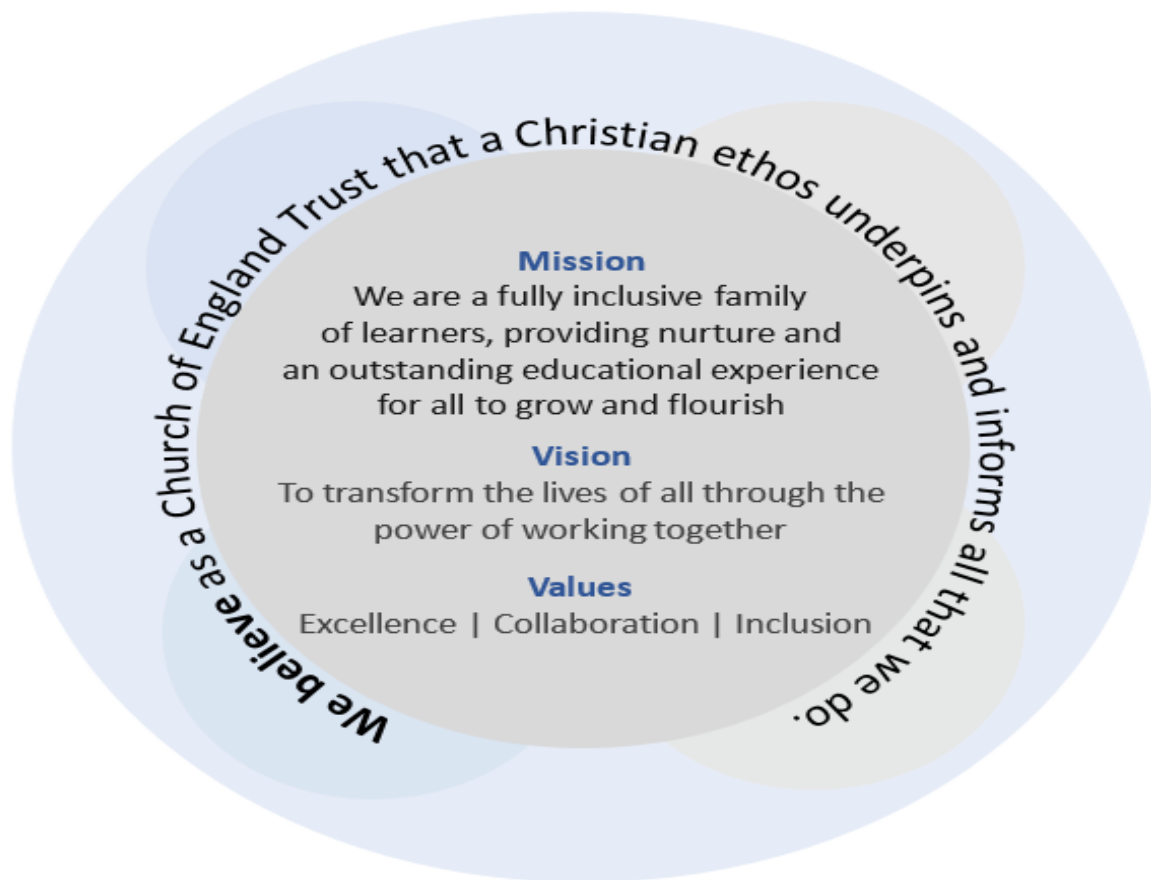 We believe as a Church of England Trust that a Christian ethos underpins and informs all that we do.
Mission
We are a fully inclusive family
of learners, providing nurture and
an outstanding educational experience
for all to grow and flourish
Vision
To transform the lives of all through the
power of working together
Values
Excellence | Collaboration | Inclusion